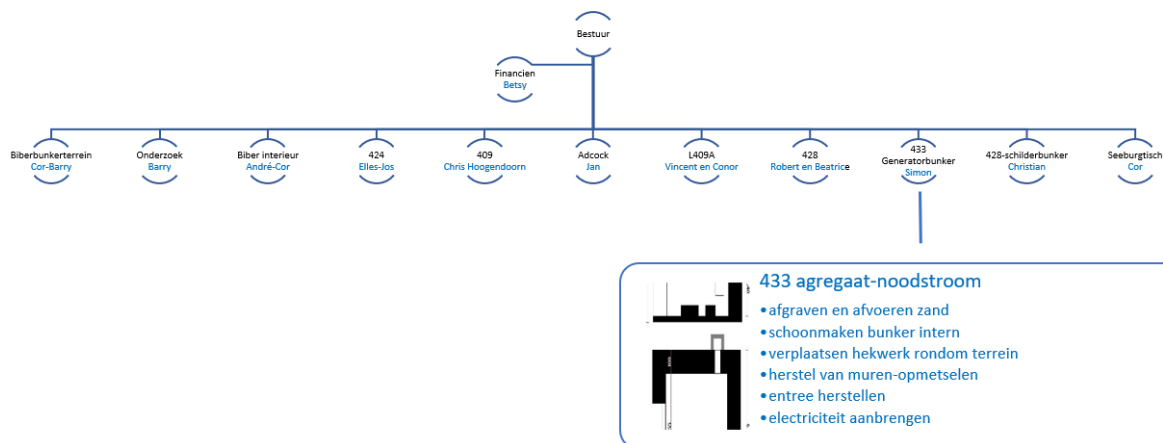 Bestuur
Financien
Betsy
Biberbunkerterrein
Cor-Barry
Onderzoek
Barry
Biber interieur
André-Cor
424
Elles-Jos
409
Chris Hoogendoorn
Adcock
Jan
L409A
Vincent en Conor
428
Robert en Beatrice
433
Generatorbunker
Simon
428-schilderbunker
Christian
Seeburgtisch
Cor
433 agregaat-noodstroom
•afgraven en afvoeren zand
•schoonmaken bunker intern
•verplaatsen hekwerk rondom terrein
•herstel van muren-opmetselen
•entree herstellen
•electriciteit aanbrengen